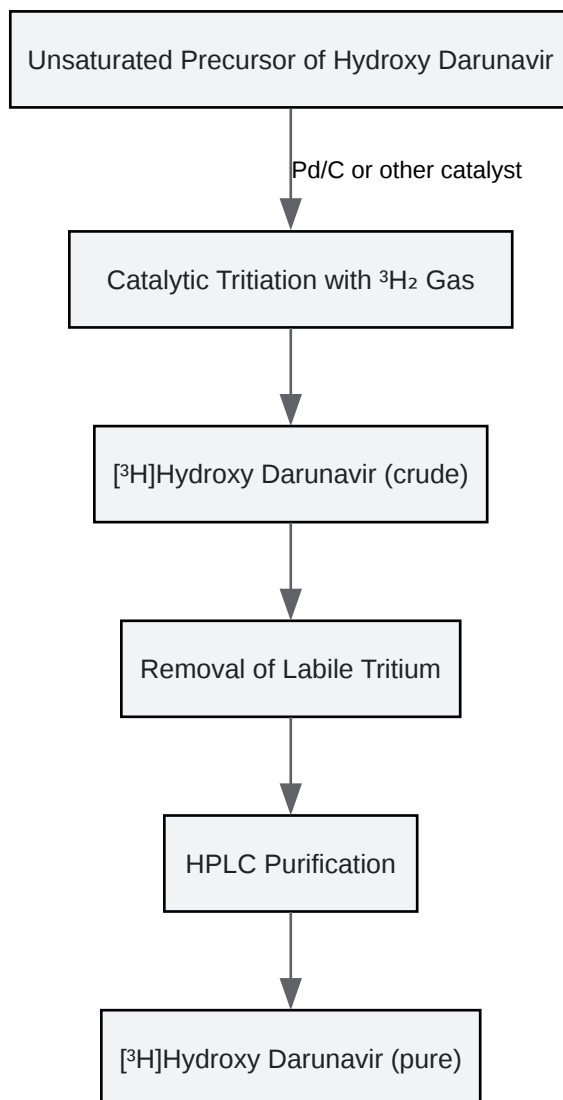 Unsaturated Precursor of Hydroxy Darunavir
Pd/C or other catalyst
Catalytic Tritiation with ³H₂ Gas
[³H]Hydroxy Darunavir (crude)
Removal of Labile Tritium
HPLC Purification
[³H]Hydroxy Darunavir (pure)